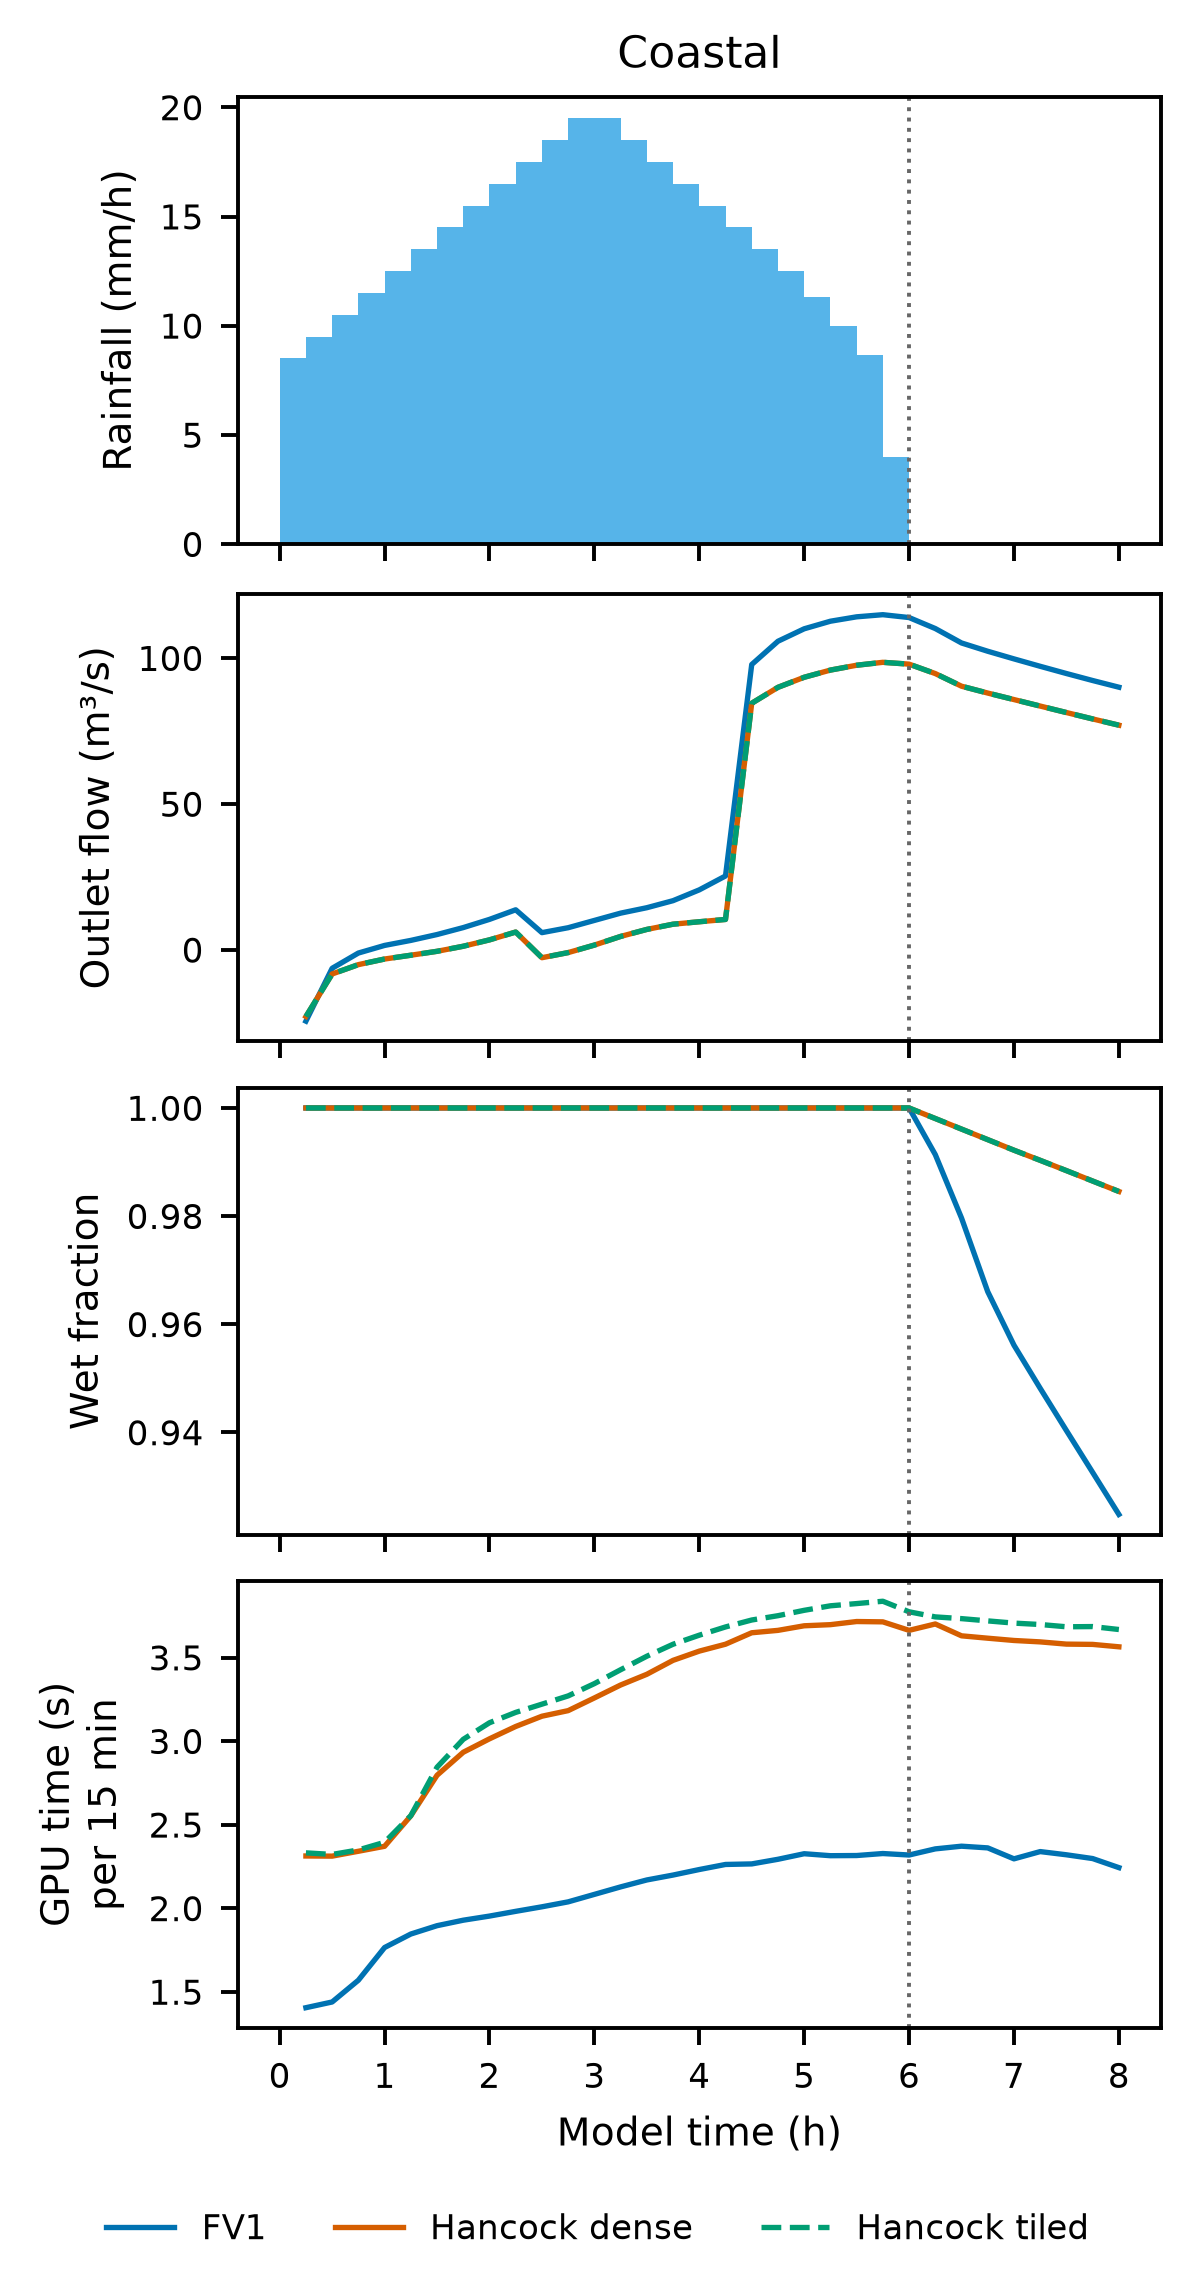 Coastal
20
15
10
5
0
Rainfall (mm/h)
100
50
0
Outlet flow (m³/s)
1.00
0.98
0.96
0.94
Wet fraction
3.5
3.0
2.5
2.0
1.5
GPU time (s)
per 15 min
0 1 2 3 4 5 6 7 8
Model time (h)
FV1 Hancock dense Hancock tiled